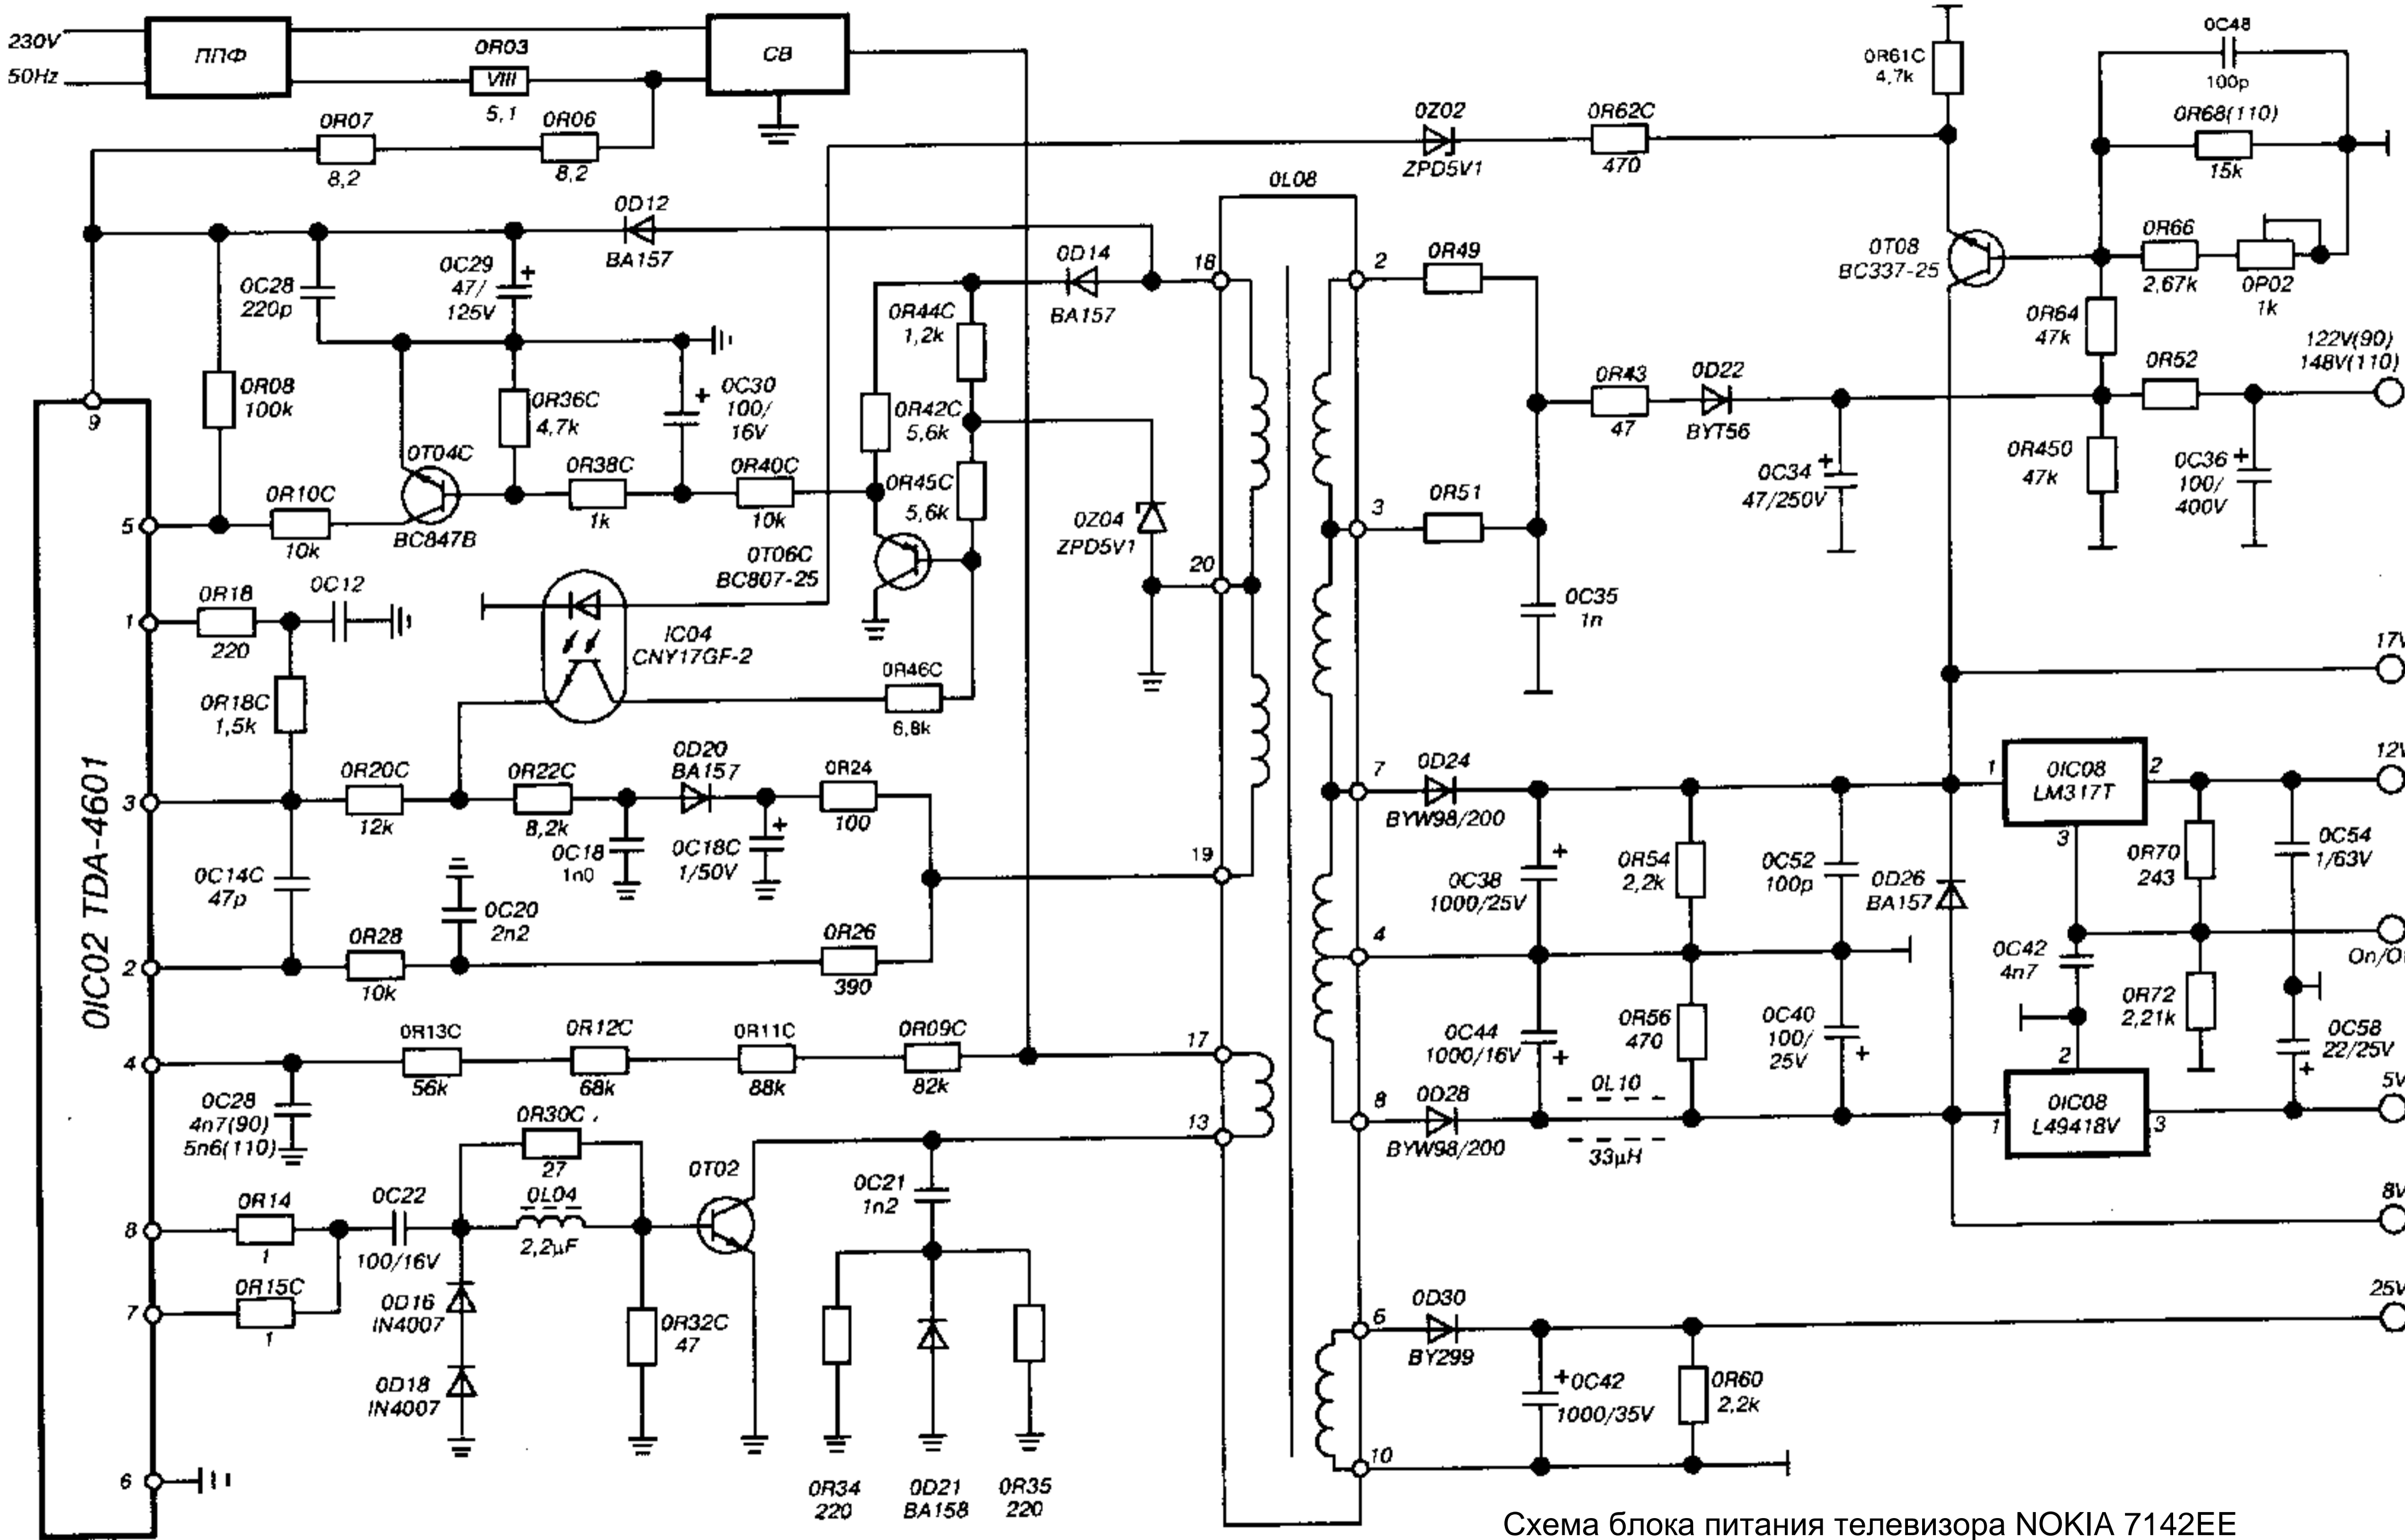 230V
50Hz
ППФ
0R03
VIII
5,1
СВ
0R07
8,2
0R06
8,2
0Z02
ZPD5V1
0R62C
470
0R61C
4,7k
0C48
100p
0R68(110)
15k
0T08
BC337-25
0R66
2,67k
0P02
1k
0R64
47k
122V(90)
148V(110)
0R52
0R450
47k
0C36
+
100/
400V
0D12
BA157
0C28
220p
0C29
47/
125V
+
0D14
BA157
0L08
18
2
0R49
0R44C
1,2k
0R08
100k
0R36C
4,7k
0C30
100/
16V
+
0R42C
5,6k
0R45C
5,6k
0R43
47
0D22
BYT56
0C34
+
47/250V
9
0T04C
BC847B
0R38C
1k
0R40C
10k
5
0R10C
10k
0Z04
ZPD5V1
3
0R51
0T06C
BC807-25
20
0C35
1n
1
0R18
220
0C12
IC04
CNY17GF-2
0R46C
6,8k
17V
0R18C
1,5k
0IC02 TDA-4601
3
0R20C
12k
0R22C
8,2k
0D20
BA157
0R24
100
0C18
1n0
0C18C
1/50V
+
7
0D24
BYW98/200
0C38
1000/25V
+
0R54
2,2k
0C52
100p
0D26
BA157
1
0IC08
LM317T
2
3
12V
0R70
243
0C54
1/63V
0C14C
47p
0C20
2n2
19
2
0R28
10k
0R26
390
4
0C42
4n7
0R72
2,21k
0C58
22/25V
+
4
0R13C
56k
0R12C
68k
0R11C
88k
0R09C
82k
17
0C44
1000/16V
+
0R56
470
0C40
100/
25V
+
2
1
0IC08
L49418V
3
5V
0C28
4n7(90)
5n6(110)
0R30C
27
0L04
2,2µF
13
8
0D28
BYW98/200
0L10
33µH
8
0R14
1
0C22
100/16V
0T02
0C21
1n2
8V
7
0R15C
1
0D16
IN4007
0D18
IN4007
0R32C
47
25V
6
0D30
BY299
+
0C42
1000/35V
0R60
2,2k
10
6
0R34
220
0D21
BA158
0R35
220
Схема блока питания телевизора NOKIA 7142EE